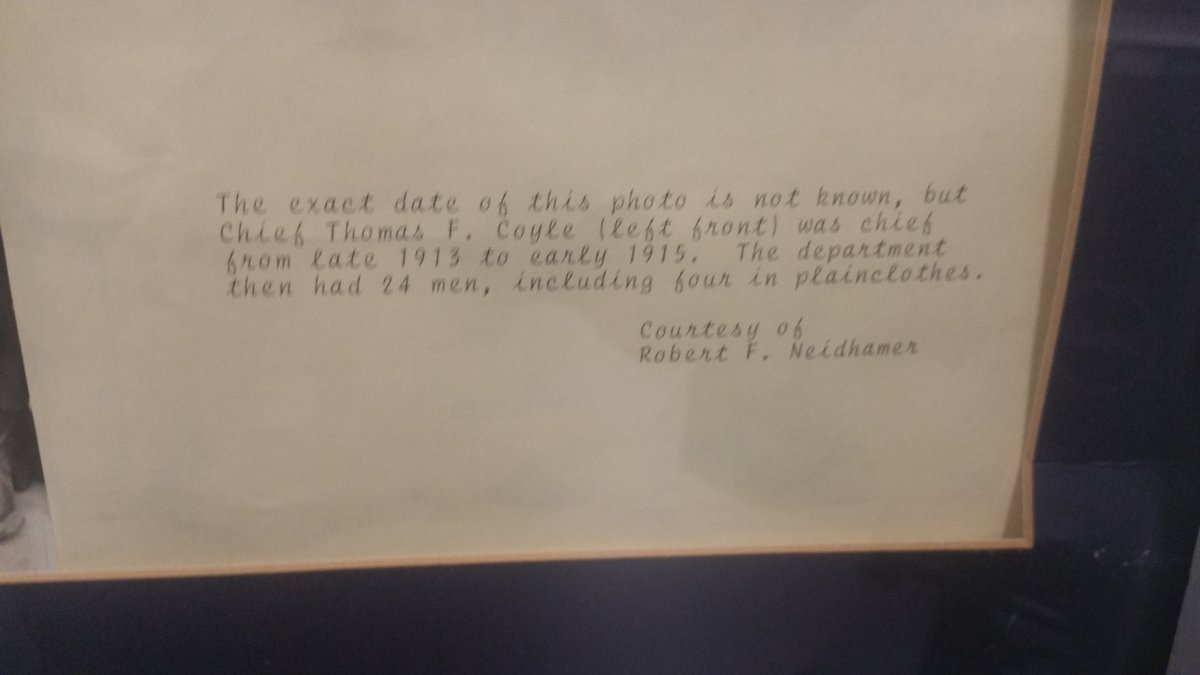 The exact date of this photo is not known, but
Chief Thomas F. Coyle (left front) was chief
from late 1913 to early 1915.  The department
then had 24 men, including four in plainclothes.
Courtesy of
Robert F. Neidhamer